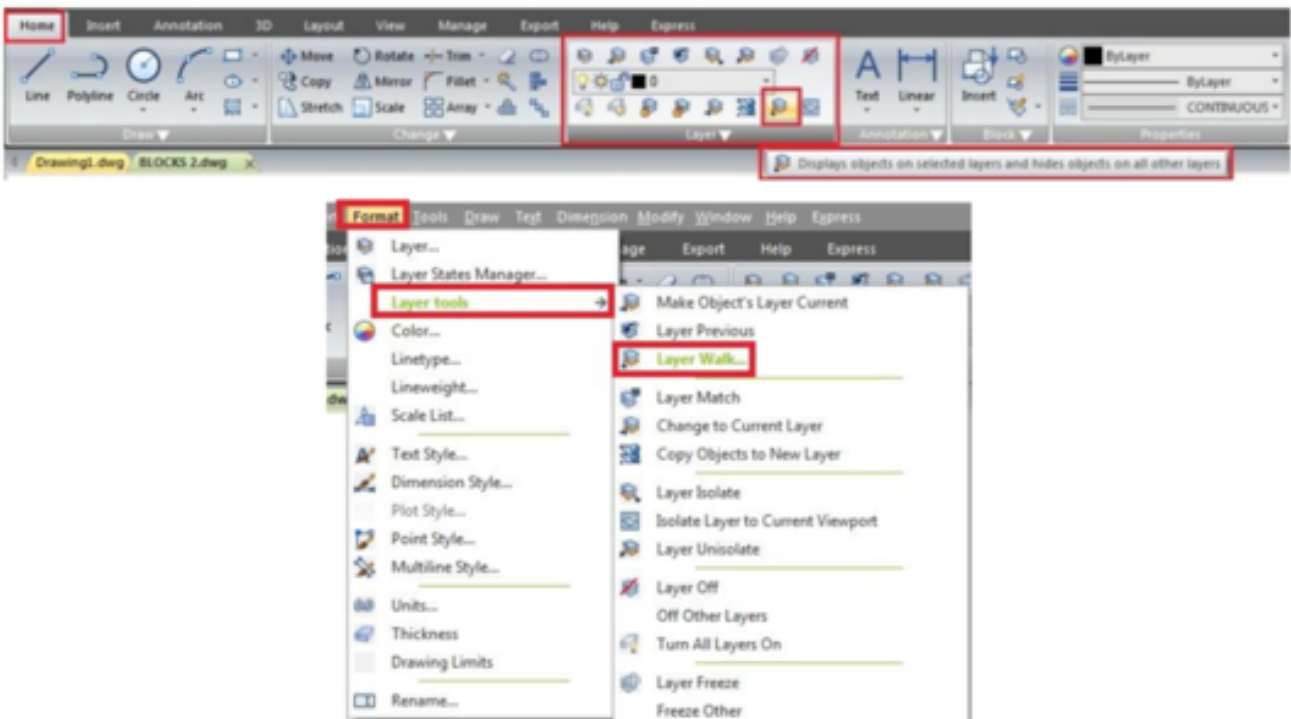 Home Insert Annotation 3D Layout View Manage Export Help Express
Move Rotate Trim
Copy Mirror Fillet
Stretch Scale Array
Line Polyline Circle Arc
0
Text Linear
Insert
ByLayer
ByLayer
CONTINUOUS
Draw Change Layer Annotation Block Properties
Drawing1.dwg BLOCKS 2.dwg
Displays objects on selected layers and hides objects on all other layers
Format Tools Draw Text Dimension Modify Window Help Express
age Export Help Express
Layer...
Layer States Manager...
Layer tools
Color...
Linetype...
Lineweight...
Scale List...
Text Style...
Dimension Style...
Plot Style...
Point Style...
Multiline Style...
Units...
Thickness
Drawing Limits
Rename...
Make Object's Layer Current
Layer Previous
Layer Walk...
Layer Match
Change to Current Layer
Copy Objects to New Layer
Layer Isolate
Isolate Layer to Current Viewport
Layer Unisolate
Layer Off
Off Other Layers
Turn All Layers On
Layer Freeze
Freeze Other